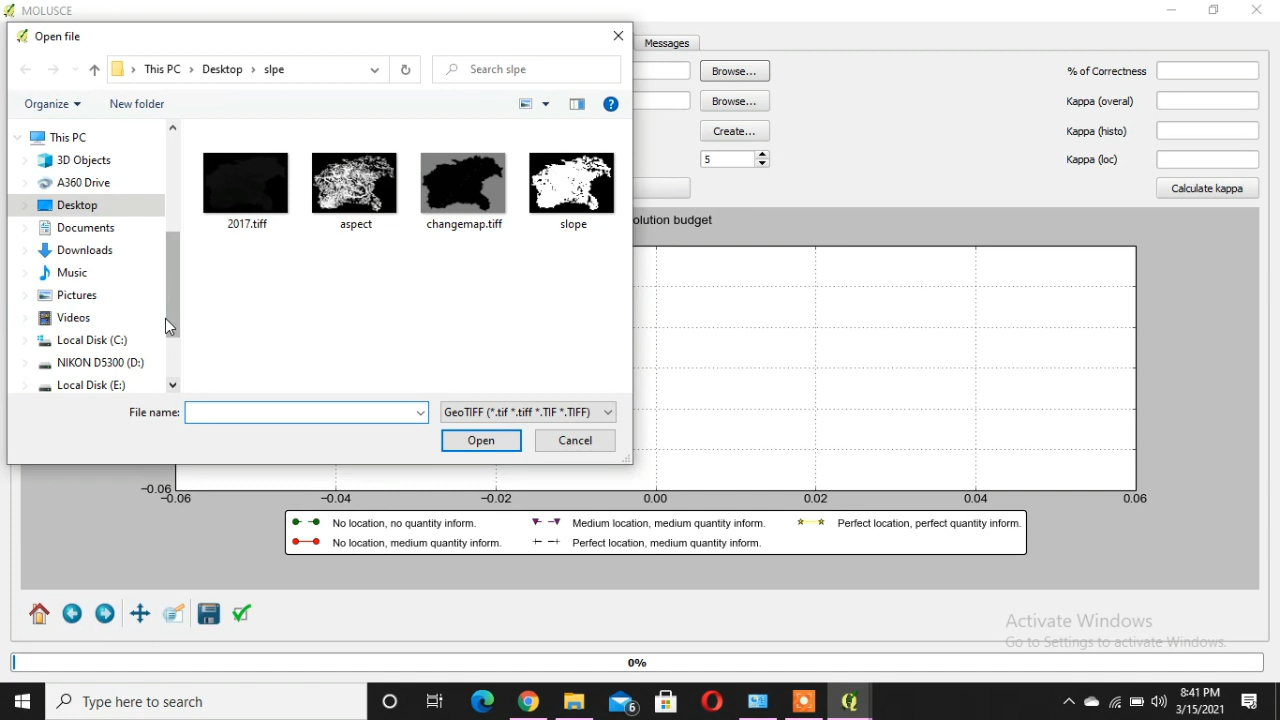 MOLUSCE
Open file
Messages
This PC
Desktop
slpe
Search slpe
Browse...
% of Correctness
Organize
New folder
Browse...
Kappa (overal)
Create...
Kappa (histo)
5
Kappa (loc)
Calculate kappa
This PC
3D Objects
A360 Drive
Desktop
Documents
Downloads
Music
Pictures
Videos
Local Disk (C:)
NIKON D5300 (D:)
Local Disk (E:)
2017.tiff
aspect
changemap.tiff
slope
olution budget
File name:
GeoTIFF (*.tif *.tiff *.TIF *.TIFF)
Open
Cancel
−0.06
−0.06
−0.04
−0.02
0.00
0.02
0.04
0.06
No location, no quantity inform.
Medium location, medium quantity inform.
Perfect location, perfect quantity inform.
No location, medium quantity inform.
Perfect location, medium quantity inform.
Activate Windows
Go to Settings to activate Windows.
0%
Type here to search
6
8:41 PM
3/15/2021